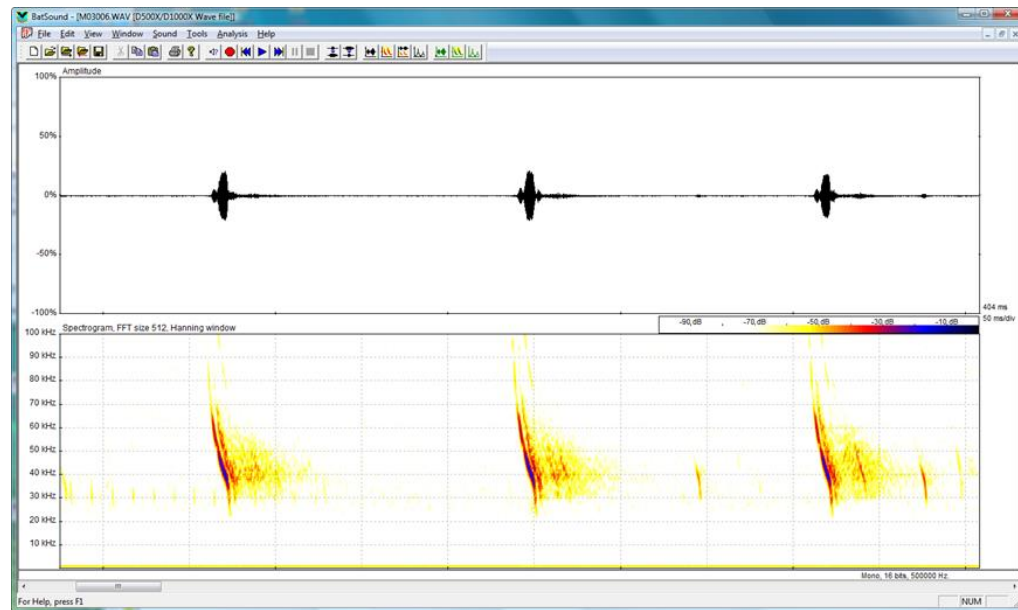 BatSound - [M03006.WAV [D500X/D1000X Wave file]]
File Edit View Window Sound Tools Analysis Help
Amplitude
100%
50%
0%
-50%
-100%
404 ms
50 ms/div
Spectrogram, FFT size 512, Hanning window
-90,dB -70,dB -50,dB -30,dB -10,dB
100 kHz
90 kHz
80 kHz
70 kHz
60 kHz
50 kHz
40 kHz
30 kHz
20 kHz
10 kHz
Mono, 16 bits, 500000 Hz.
For Help, press F1
NUM